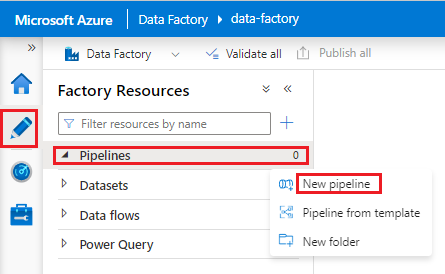 Microsoft Azure Data Factory ▸ data-factory
Data Factory Validate all Publish all
Factory Resources
Filter resources by name
Pipelines 0
Datasets
New pipeline
Data flows
Pipeline from template
Power Query
New folder